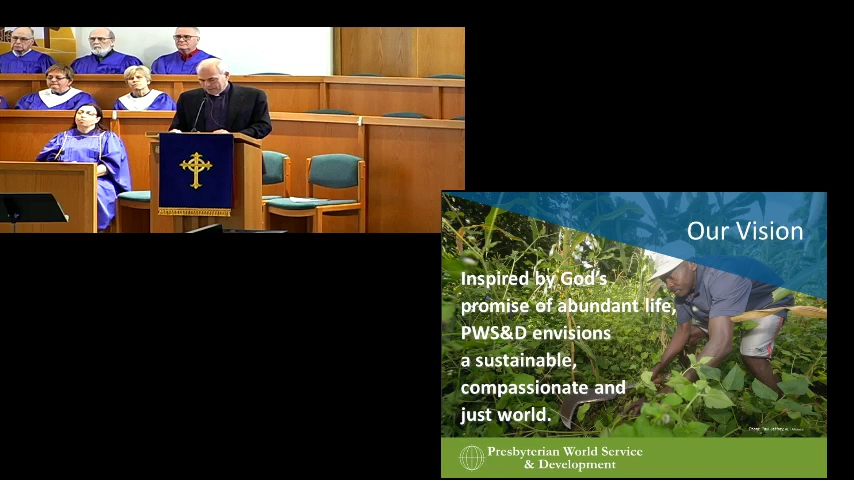 Our Vision
Inspired by God's
promise of abundant life,
PWS&D envisions
a sustainable,
compassionate and
just world.
Presbyterian World Service
& Development